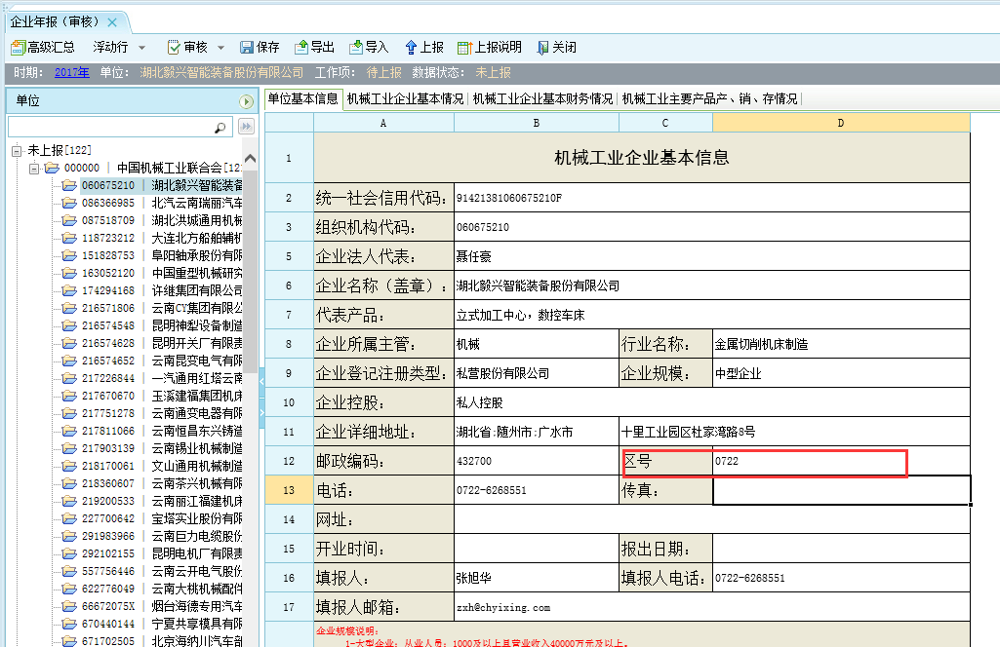 企业年报（审核） ×
高级汇总 浮动行 审核 保存 导出 导入 上报 上报说明 关闭
时期： 2017年 单位： 湖北毅兴智能装备股份有限公司 工作项： 待上报 数据状态： 未上报
单位
单位基本信息 机械工业企业基本情况 机械工业企业基本财务情况 机械工业主要产品产、销、存情况
未上报[122]
000000 | 中国机械工业联合会[12
060675210 | 湖北毅兴智能装备
086366985 | 北汽云南瑞丽汽车
087518709 | 湖北洪城通用机械
118723212 | 大连北方船舶辅机
151828753 | 阜阳轴承股份有限
163052120 | 中国重型机械研究
174294168 | 许继集团有限公司
216571806 | 云南CY集团有限公
216574548 | 昆明神犁设备制造
216574628 | 昆明开关厂有限责
216574652 | 云南昆变电气有限
217226844 | 一汽通用红塔云南
217670670 | 玉溪建福集团机床
217751278 | 云南通变电器有限
217811066 | 云南恒昌东兴铸造
217903139 | 云南锡业机械制造
218170061 | 文山通用机械制造
218360607 | 云南茶兴机械有限
219200533 | 云南丽江福建机床
227700642 | 宝塔实业股份有限
291983966 | 云南巨力电缆股份
292102155 | 昆明电机厂有限责
557756446 | 云南云开电气股份
622776049 | 云南大桃机械配件
66672075X | 烟台海德专用汽车
670440144 | 宁夏共享模具有限
671702505 | 北京海纳川汽车部
A B C D
1 机械工业企业基本信息
2 统一社会信用代码： 91421381060675210F
3 组织机构代码： 060675210
5 企业法人代表： 聂任豪
6 企业名称（盖章）： 湖北毅兴智能装备股份有限公司
7 代表产品： 立式加工中心，数控车床
8 企业所属主管： 机械 行业名称： 金属切削机床制造
9 企业登记注册类型： 私营股份有限公司 企业规模： 中型企业
10 企业控股： 私人控股
11 企业详细地址： 湖北省;随州市;广水市 十里工业园区杜家湾路8号
12 邮政编码： 432700 区号 0722
13 电话： 0722-6268551 传真：
14 网址：
15 开业时间： 报出日期：
16 填报人： 张旭华 填报人电话： 0722-6268551
17 填报人邮箱： zxh@chyixing.com
企业规模说明：
1-大型企业：从业人员：1000及以上且营业收入40000万元及以上。